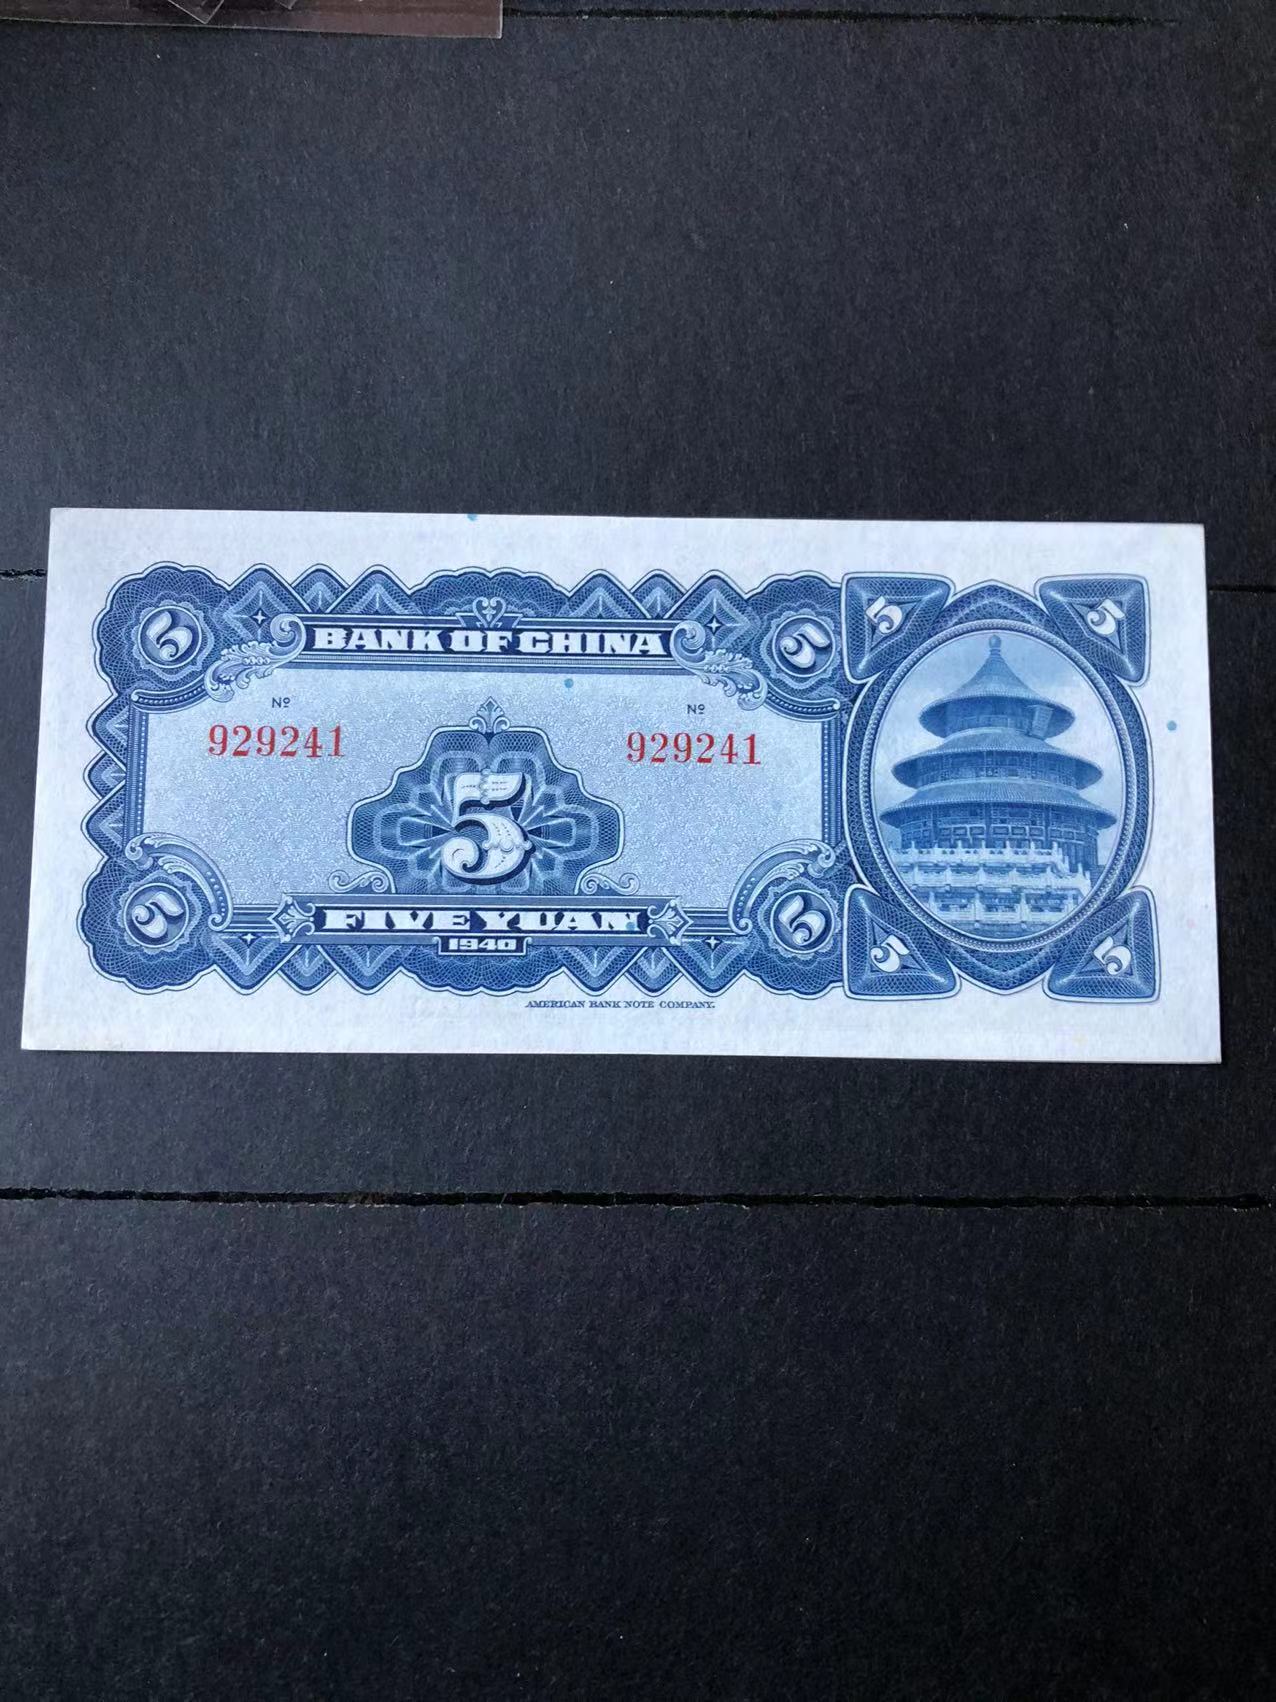 5 BANK OF CHINA 5 5 5
Nº Nº
929241 929241
5
5 FIVE YUAN 5 5 5
1940
AMERICAN BANK NOTE COMPANY.